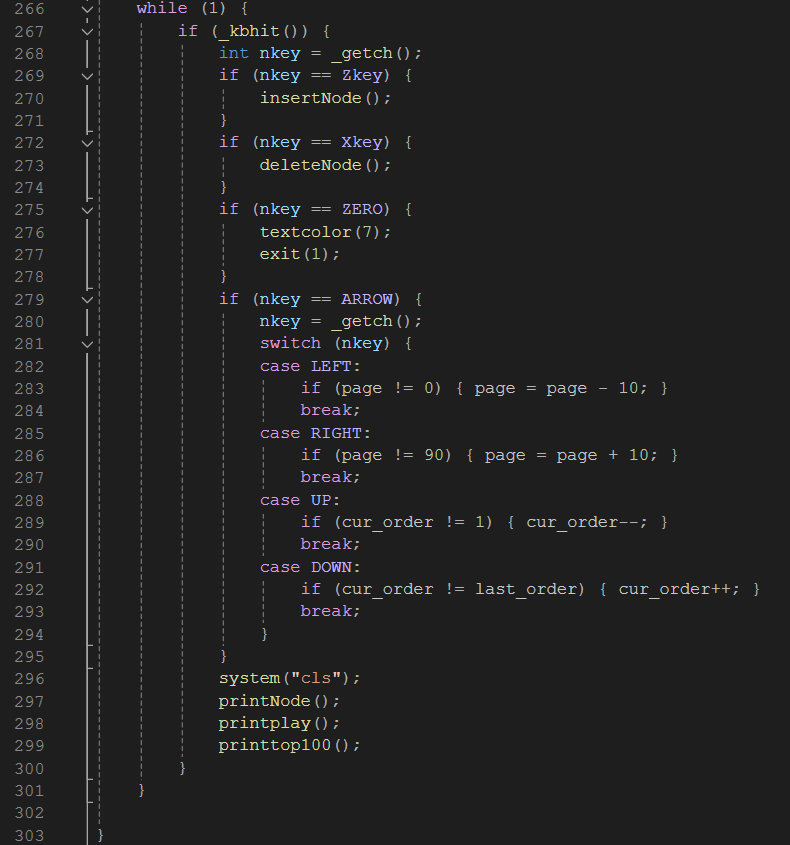 266 while (1) {
267 if (_kbhit()) {
268 int nkey = _getch();
269 if (nkey == Zkey) {
270 insertNode();
271 }
272 if (nkey == Xkey) {
273 deleteNode();
274 }
275 if (nkey == ZERO) {
276 textcolor(7);
277 exit(1);
278 }
279 if (nkey == ARROW) {
280 nkey = _getch();
281 switch (nkey) {
282 case LEFT:
283 if (page != 0) { page = page - 10; }
284 break;
285 case RIGHT:
286 if (page != 90) { page = page + 10; }
287 break;
288 case UP:
289 if (cur_order != 1) { cur_order--; }
290 break;
291 case DOWN:
292 if (cur_order != last_order) { cur_order++; }
293 break;
294 }
295 }
296 system("cls");
297 printNode();
298 printplay();
299 printtop100();
300 }
301 }
302
303 }